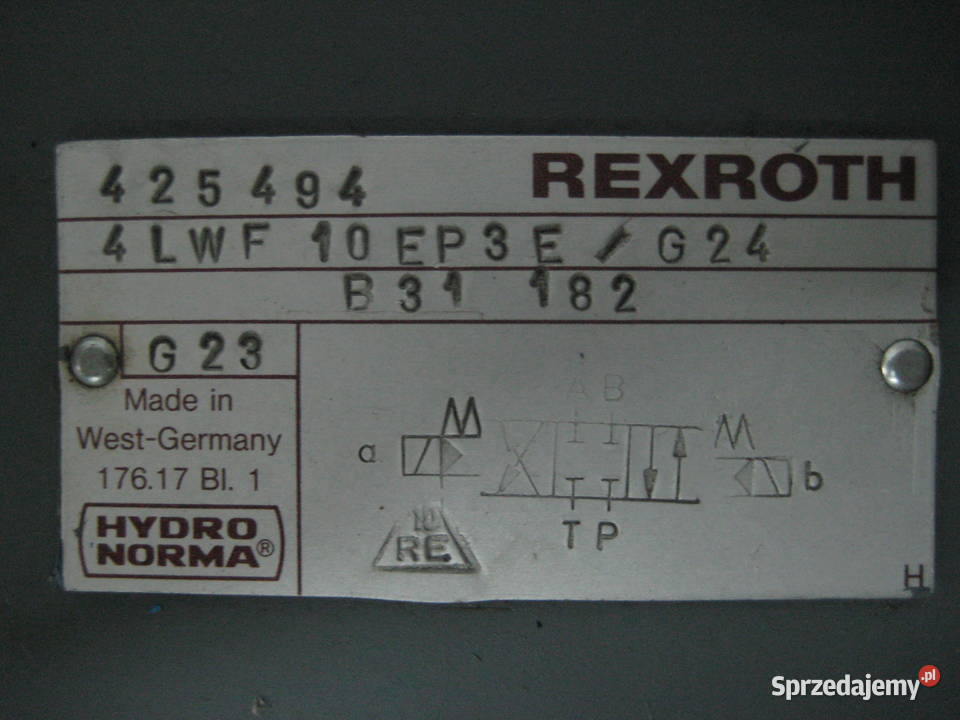 425494 REXROTH
4LWF 10EP3E/G24
B31 182
G23
Made in
West-Germany
176.17 Bl. 1
HYDRO
NORMA®
A B
a b
T P
10
RE
H
Sprzedajemy.pl